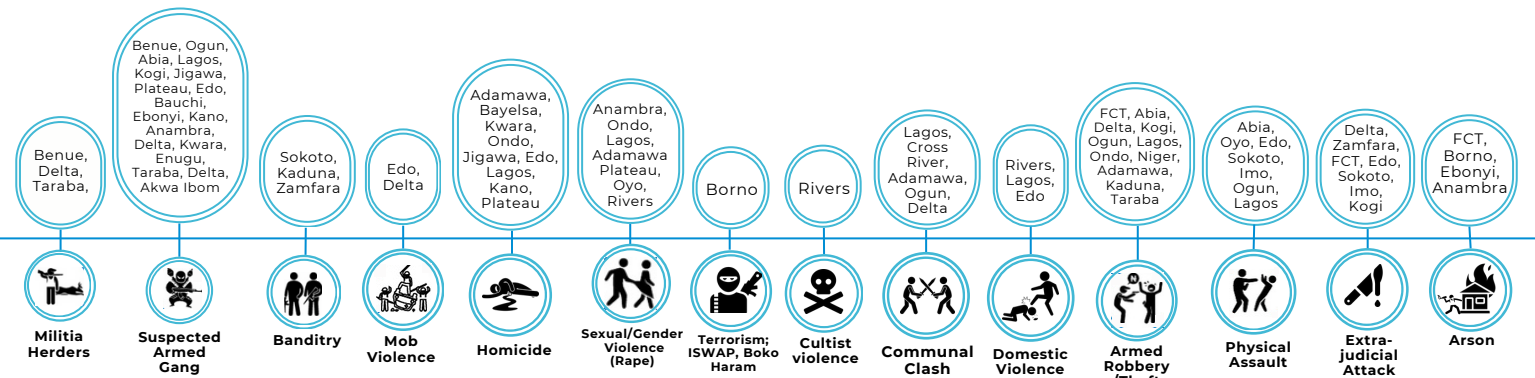 Benue,
Delta,
Taraba,
Militia
Herders
Benue, Ogun,
Abia, Lagos,
Kogi, Jigawa,
Plateau, Edo,
Bauchi,
Ebonyi, Kano,
Anambra,
Delta, Kwara,
Enugu,
Taraba, Delta,
Akwa Ibom
Suspected
Armed
Gang
Sokoto,
Kaduna,
Zamfara
Banditry
Edo,
Delta
Mob
Violence
Adamawa,
Bayelsa,
Kwara,
Ondo,
Jigawa, Edo,
Lagos,
Kano,
Plateau
Homicide
Anambra,
Ondo,
Lagos,
Adamawa
Plateau,
Oyo,
Rivers
Sexual/Gender
Violence
(Rape)
Borno
Terrorism;
ISWAP, Boko
Haram
Rivers
Cultist
violence
Lagos,
Cross
River,
Adamawa,
Ogun,
Delta
Communal
Clash
Rivers,
Lagos,
Edo
Domestic
Violence
FCT, Abia,
Delta, Kogi,
Ogun, Lagos,
Ondo, Niger,
Adamawa,
Kaduna,
Taraba
Armed
Robbery
/Theft
Abia,
Oyo, Edo,
Sokoto,
Imo,
Ogun,
Lagos
Physical
Assault
Delta,
Zamfara,
FCT, Edo,
Sokoto,
Imo,
Kogi
Extra-
judicial
Attack
FCT,
Borno,
Ebonyi,
Anambra
Arson